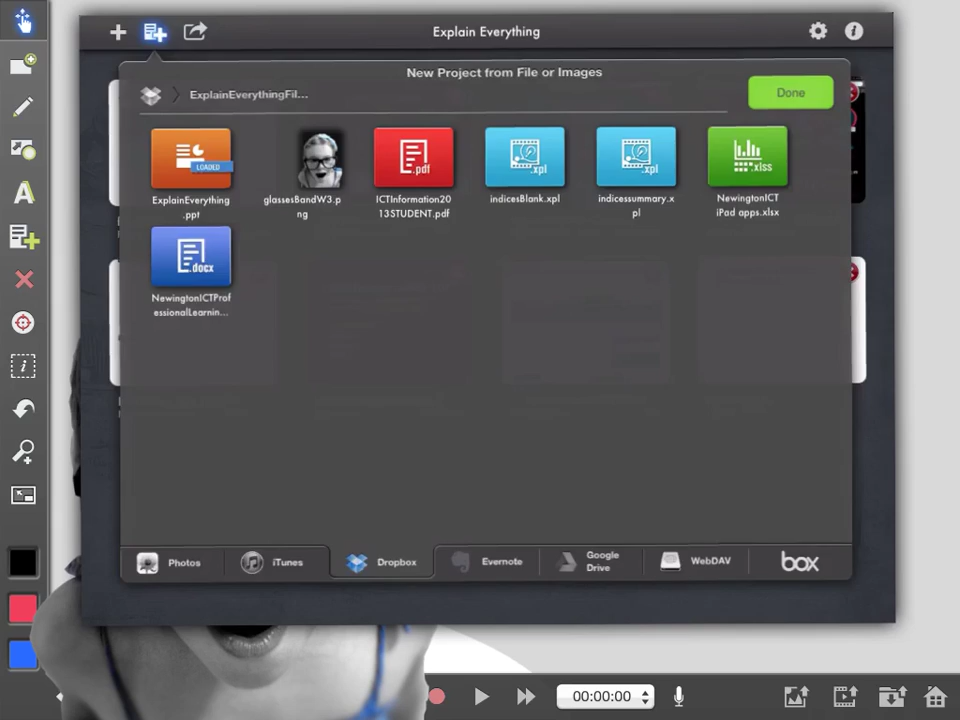 Explain Everything
New Project from File or Images
ExplainEverythingFil...
Done
LOADED
.pdf
.xpl
.xpl
.xlss
ExplainEverything
.ppt
glassesBandW3.p
ng
ICTInformation20
13STUDENT.pdf
indicesBlank.xpl
indicessummary.x
pl
NewingtonICT
iPad apps.xlsx
.docx
NewingtonICTProf
essionalLearnin...
Photos
iTunes
Dropbox
Evernote
Google
Drive
WebDAV
box
A
i
00:00:00